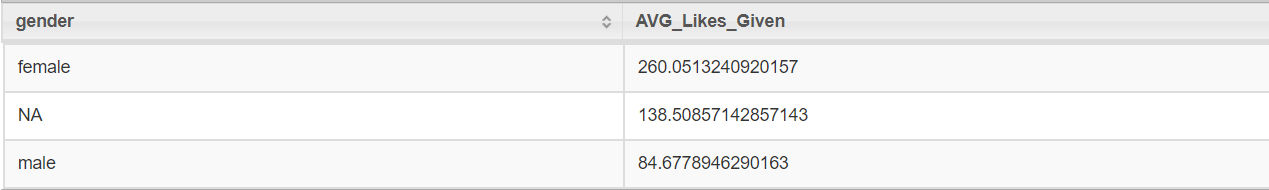 gender AVG_Likes_Given
female 260.0513240920157
NA 138.50857142857143
male 84.6778946290163